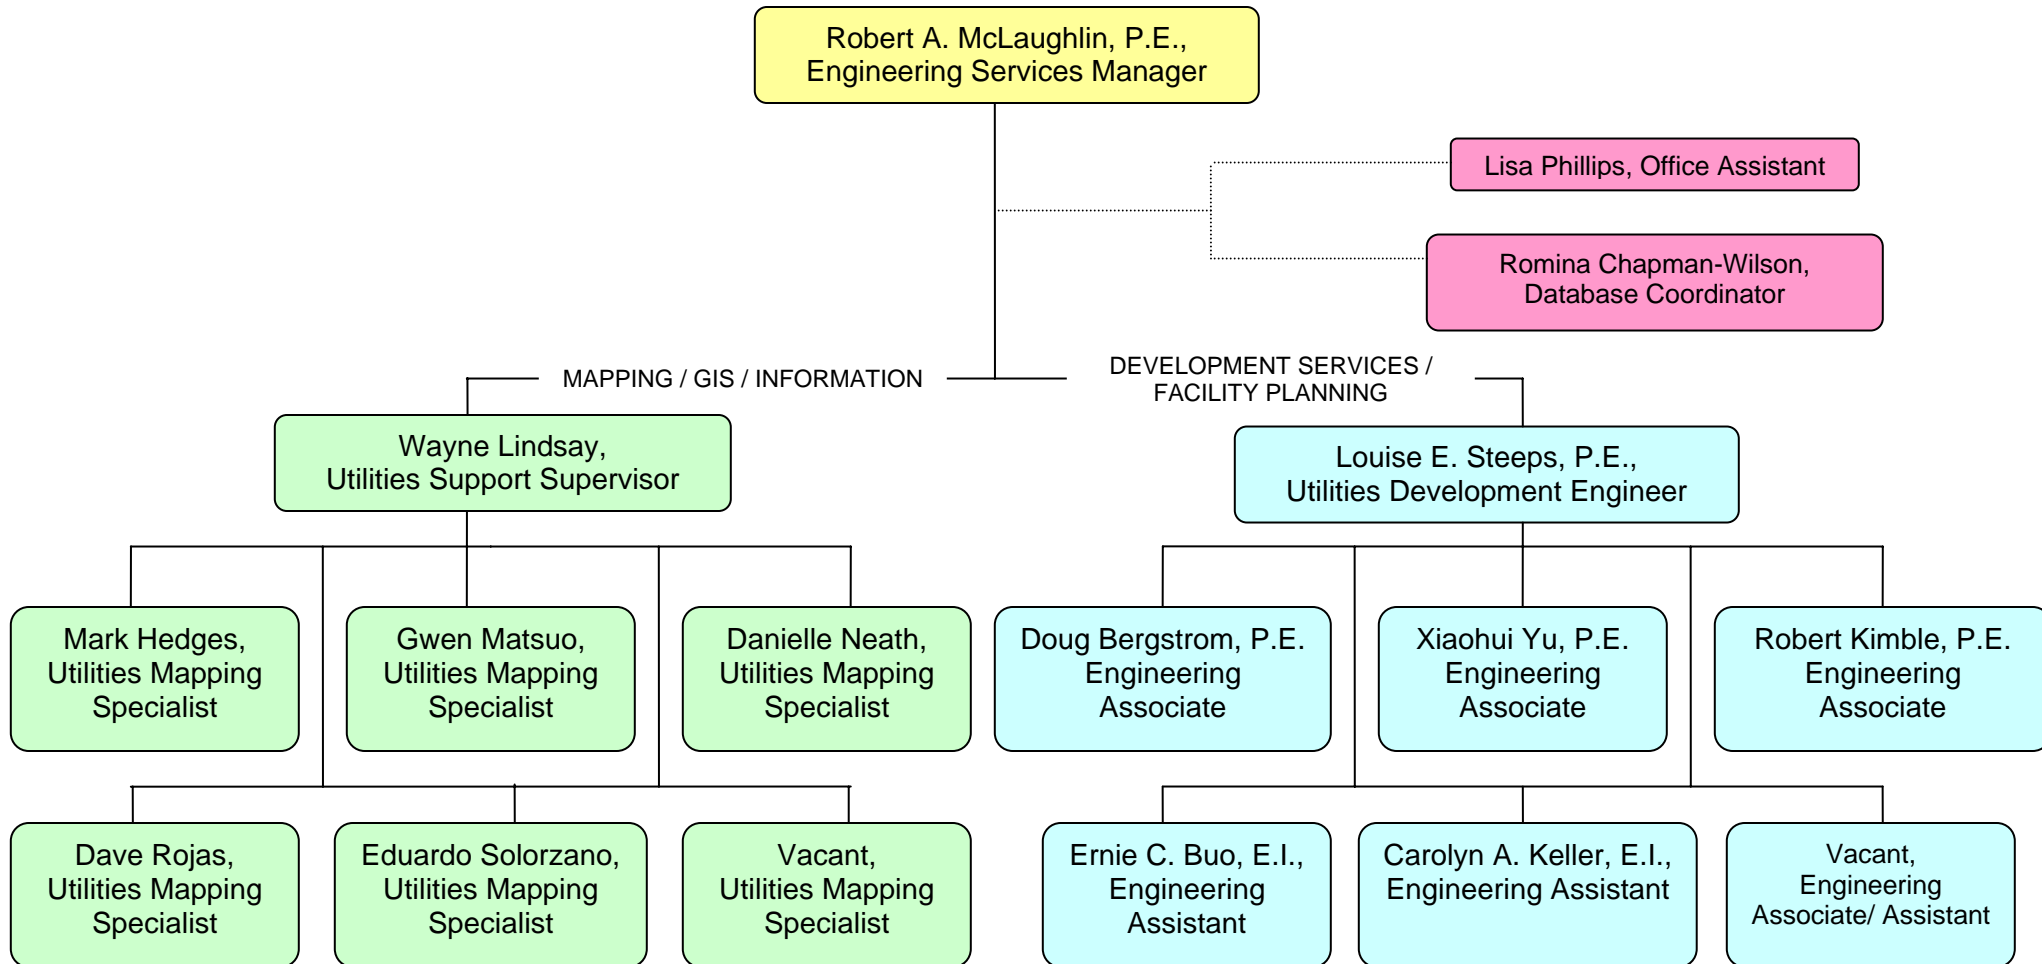 Robert A. McLaughlin, P.E.,
Engineering Services Manager
Lisa Phillips, Office Assistant
Romina Chapman-Wilson,
Database Coordinator
MAPPING / GIS / INFORMATION
DEVELOPMENT SERVICES /
FACILITY PLANNING
Wayne Lindsay,
Utilities Support Supervisor
Louise E. Steeps, P.E.,
Utilities Development Engineer
Mark Hedges,
Utilities Mapping
Specialist
Gwen Matsuo,
Utilities Mapping
Specialist
Danielle Neath,
Utilities Mapping
Specialist
Doug Bergstrom, P.E.
Engineering
Associate
Xiaohui Yu, P.E.
Engineering
Associate
Robert Kimble, P.E.
Engineering
Associate
Dave Rojas,
Utilities Mapping
Specialist
Eduardo Solorzano,
Utilities Mapping
Specialist
Vacant,
Utilities Mapping
Specialist
Ernie C. Buo, E.I.,
Engineering
Assistant
Carolyn A. Keller, E.I.,
Engineering Assistant
Vacant,
Engineering
Associate/ Assistant